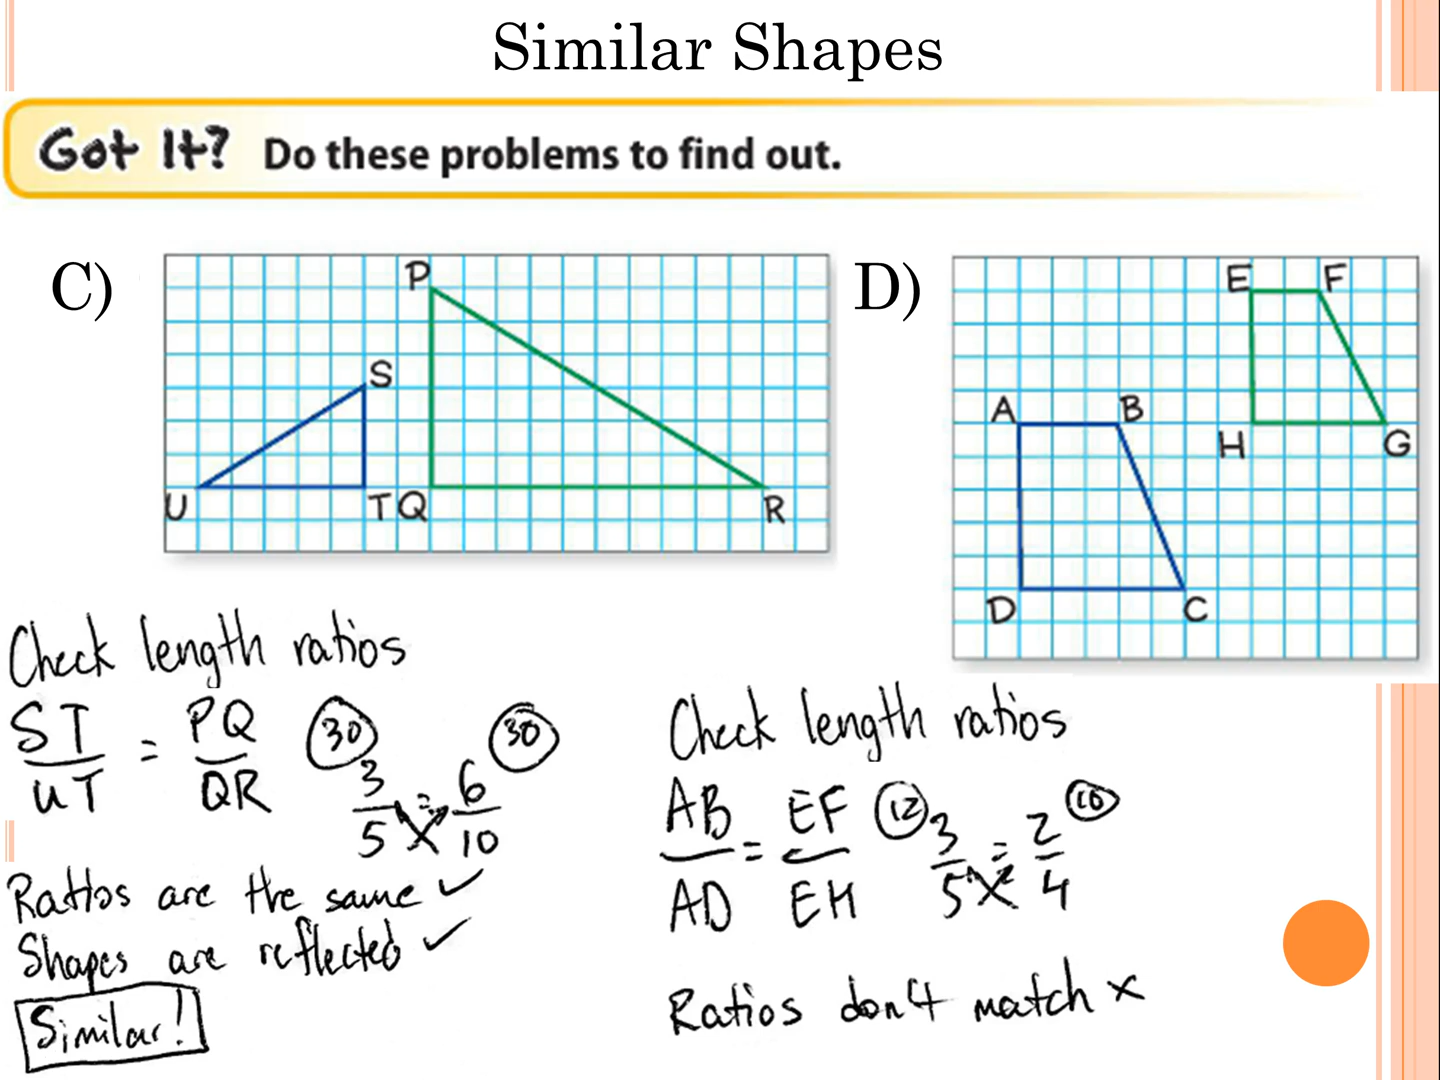 Similar Shapes
Got It? Do these problems to find out.
C)
P
S
U
T Q
R
D)
E F
A B
H G
D C
Check length ratios
ST/UT = PQ/QR 30 3/5 = 6/10 30
Ratios are the same ✓
Shapes are reflected ✓
Similar!
Check length ratios
AB/AD = EF/EH 12 3/5 = 2/4 10
Ratios don't match x